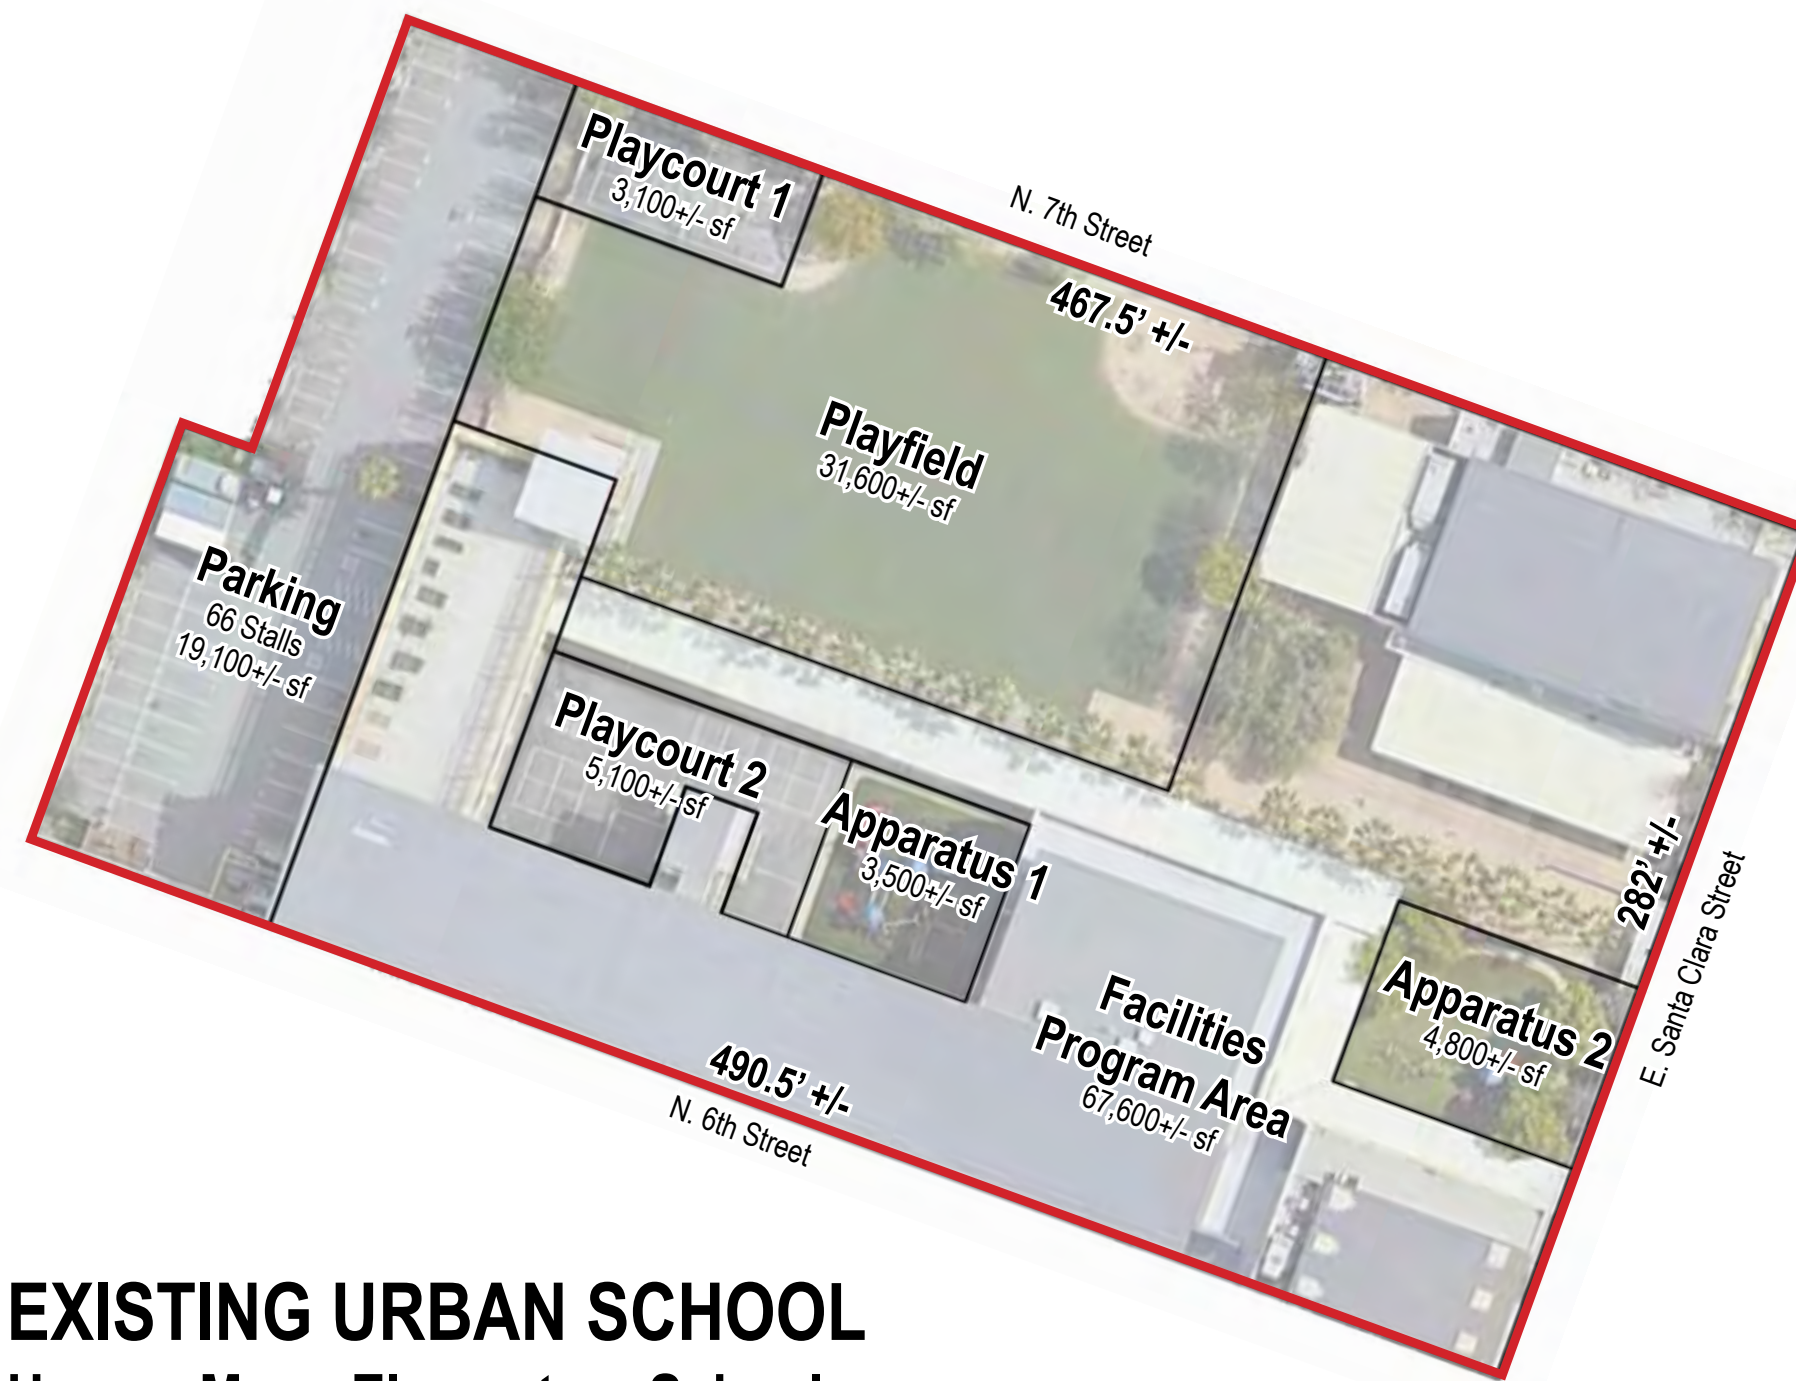 Playcourt 1
3,100+/- sf
N. 7th Street
467.5’ +/-
Playfield
31,600+/- sf
Parking
66 Stalls
19,100+/- sf
Playcourt 2
5,100+/- sf
Apparatus 1
3,500+/- sf
282’ +/-
E. Santa Clara Street
Apparatus 2
4,800+/- sf
Facilities
Program Area
67,600+/- sf
490.5’ +/-
N. 6th Street
EXISTING URBAN SCHOOL
Elementary School